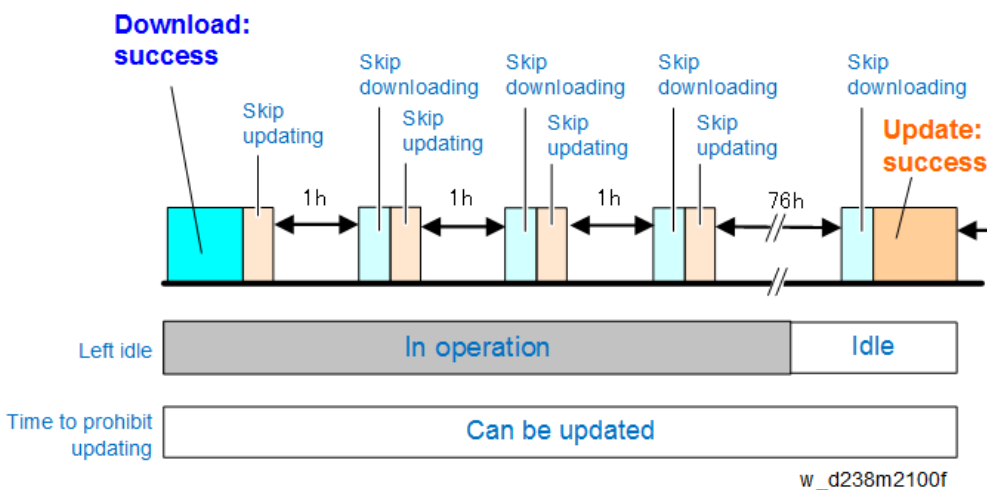 Download:
success
Skip
updating
Skip
downloading
Skip
updating
Skip
downloading
Skip
updating
Skip
downloading
Skip
updating
Skip
downloading
Update:
success
1h
1h
1h
76h
Left idle
In operation
Idle
Time to prohibit
updating
Can be updated
w_d238m2100f